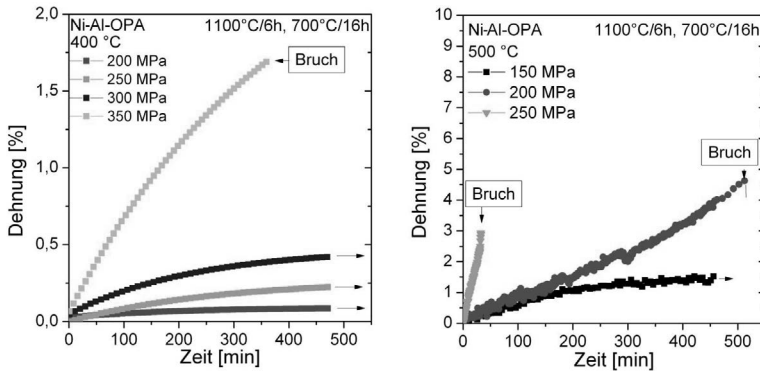 Ni-Al-OPA 1100°C/6h, 700°C/16h
400 °C
200 MPa
250 MPa
300 MPa
350 MPa
Bruch
2,0
1,5
1,0
0,5
0,0
Dehnung [%]
0 100 200 300 400 500
Zeit [min]
Ni-Al-OPA 1100°C/6h, 700°C/16h
500 °C
150 MPa
200 MPa
250 MPa
Bruch
Bruch
10
9
8
7
6
5
4
3
2
1
0
Dehnung [%]
0 100 200 300 400 500
Zeit [min]